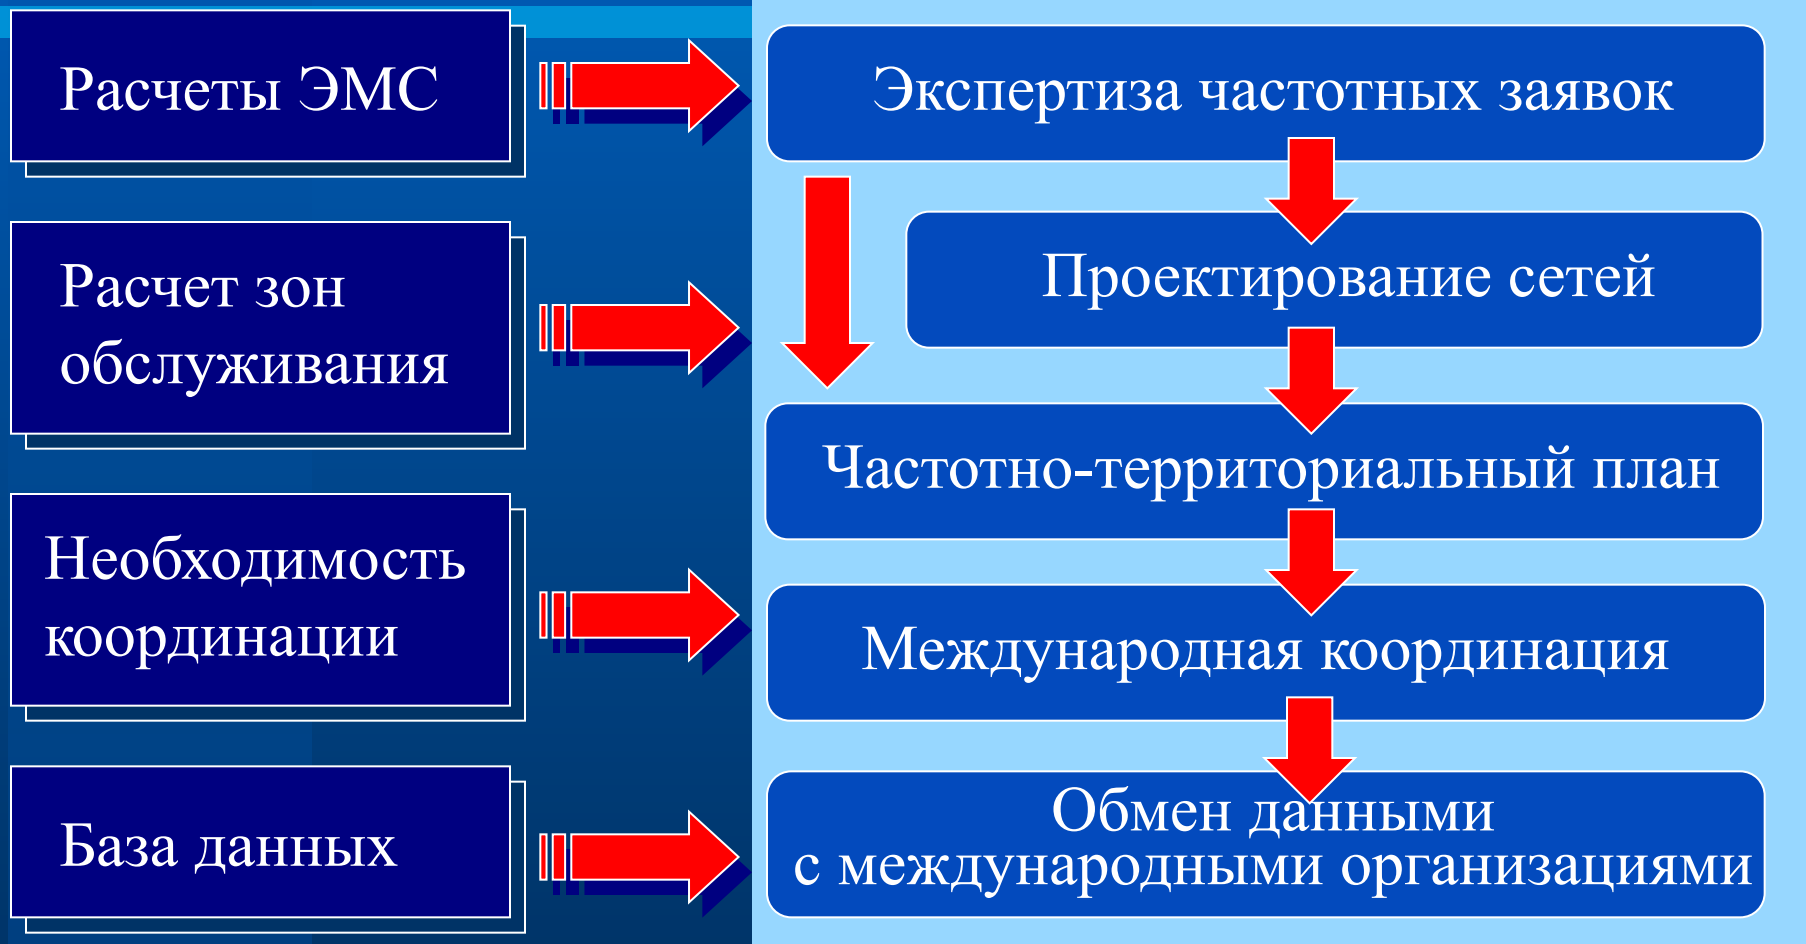 Расчеты ЭМС
Расчет зон
обслуживания
Необходимость
координации
База данных
Экспертиза частотных заявок
Проектирование сетей
Частотно-территориальный план
Международная координация
Обмен данными
с международными организациями